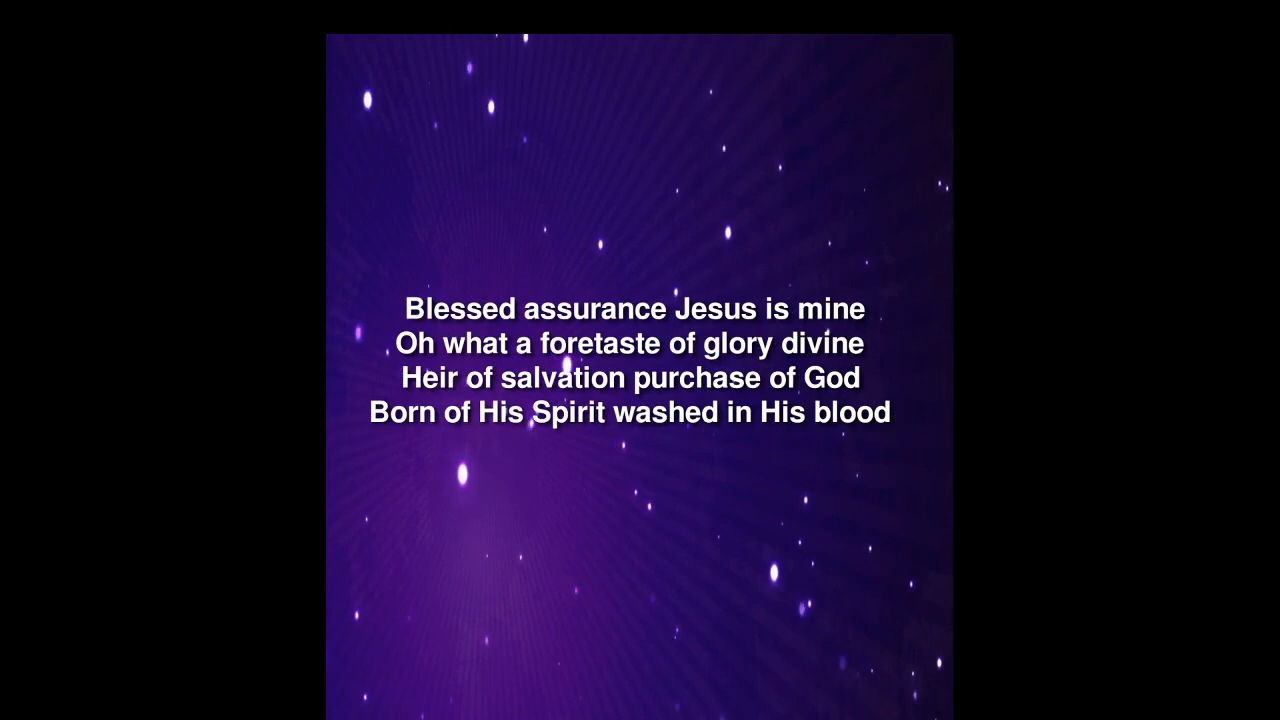 Blessed assurance Jesus is mine
Oh what a foretaste of glory divine
Heir of salvation purchase of God
Born of His Spirit washed in His blood